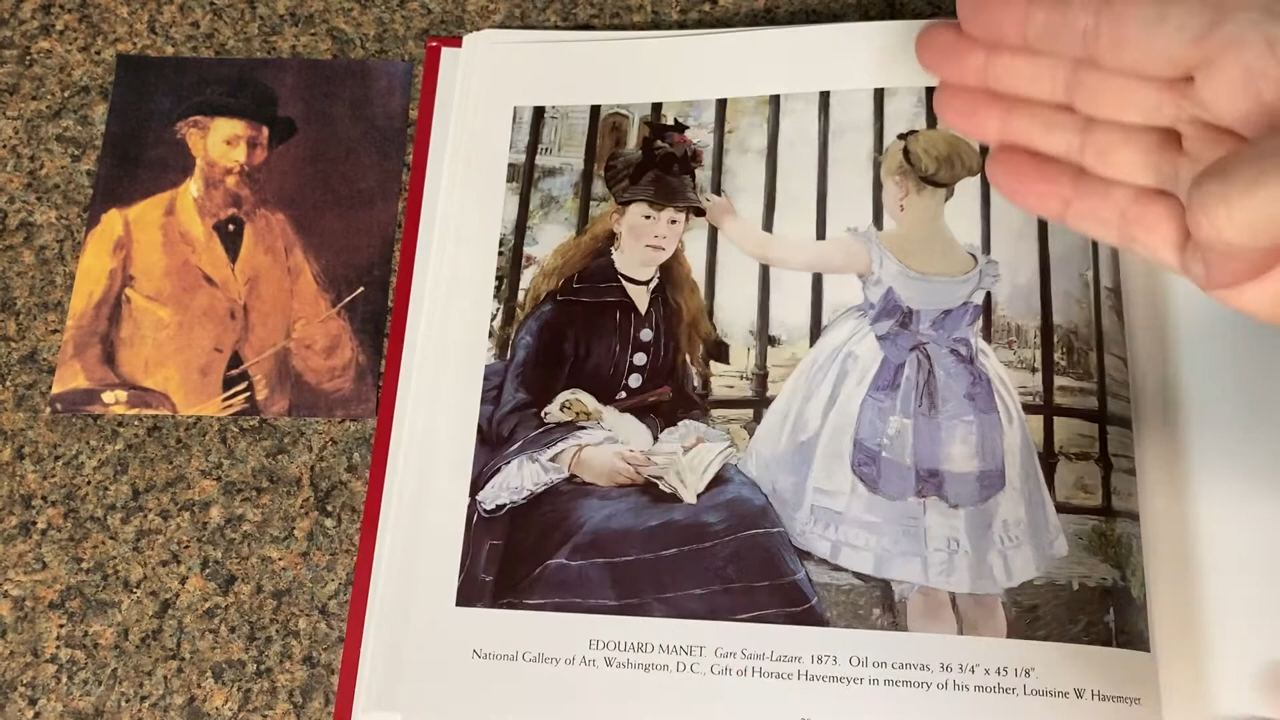 EDOUARD MANET. Gare Saint-Lazare. 1873. Oil on canvas, 36 3/4" x 45 1/8".
National Gallery of Art, Washington, D.C., Gift of Horace Havemeyer in memory of his mother, Louisine W. Havemeyer.